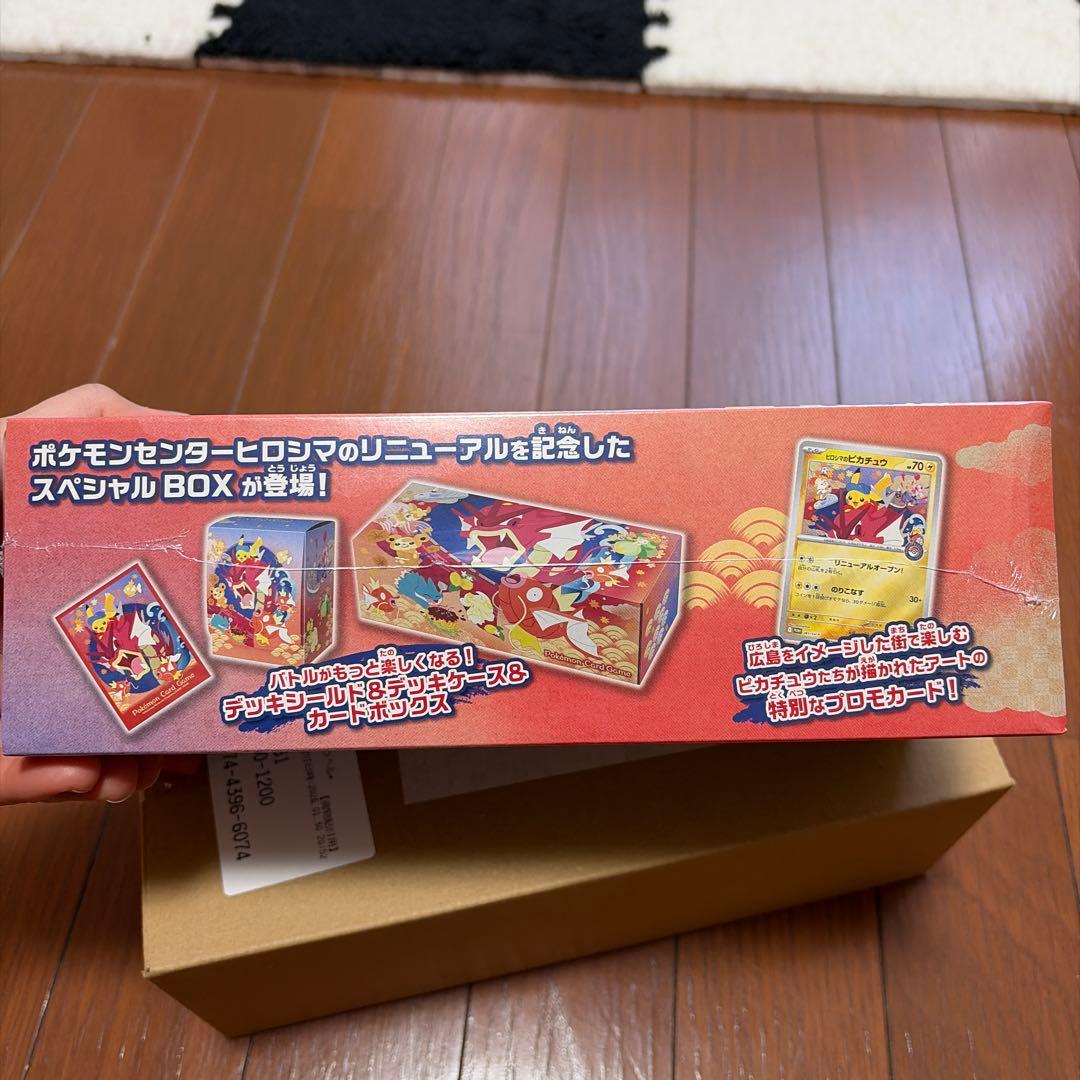 ポケモンセンターヒロシマのリニューアルを記念した
スペシャルBOXが登場!
バトルがもっと楽しくなる!
デッキシールド&デッキケース&
カードボックス
Pokémon Card Game
Pokémon Card Game
ヒロシマのピカチュウ
70
リニューアルオープン!
のりこなす
30+
×2
広島をイメージした街で楽しむ
ピカチュウたちが描かれたアートの
特別なプロモカード!
-1200
4-4396-6074